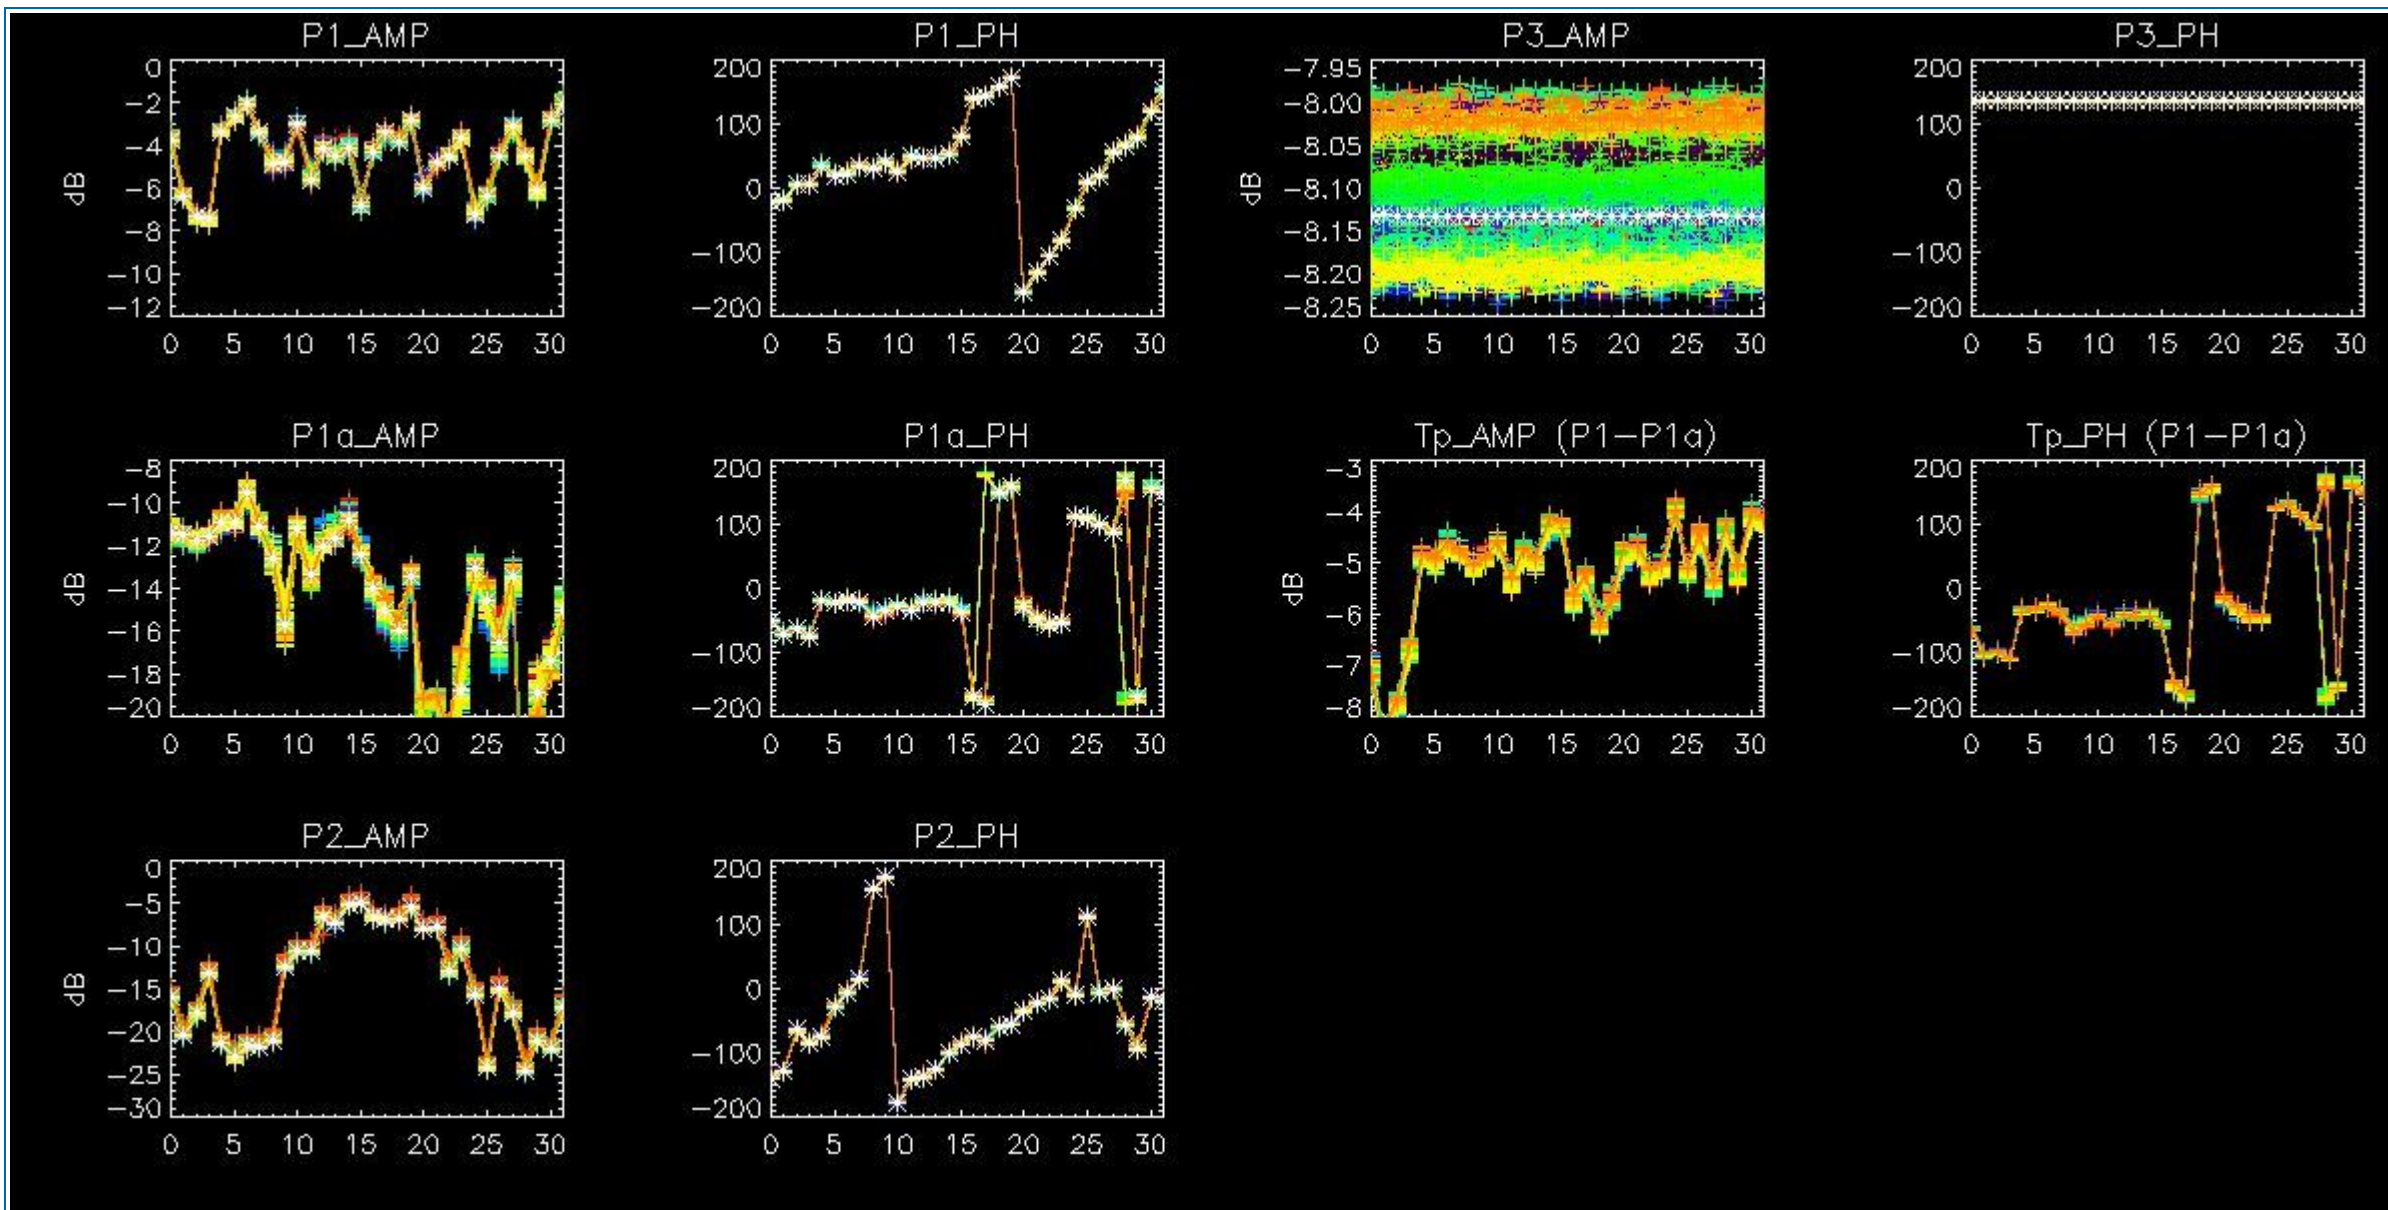 P1_AMP
0
−2
−4
−6
−8
−10
−12
dB
0 5 10 15 20 25 30
P1_PH
200
100
0
−100
−200
0 5 10 15 20 25 30
P3_AMP
−7.95
−8.00
−8.05
−8.10
−8.15
−8.20
−8.25
dB
0 5 10 15 20 25 30
P3_PH
200
100
0
−100
−200
0 5 10 15 20 25 30
P1a_AMP
−8
−10
−12
−14
−16
−18
−20
dB
0 5 10 15 20 25 30
P1a_PH
200
100
0
−100
−200
0 5 10 15 20 25 30
Tp_AMP (P1−P1a)
−3
−4
−5
−6
−7
−8
dB
0 5 10 15 20 25 30
Tp_PH (P1−P1a)
200
100
0
−100
−200
0 5 10 15 20 25 30
P2_AMP
0
−5
−10
−15
−20
−25
−30
dB
0 5 10 15 20 25 30
P2_PH
200
100
0
−100
−200
0 5 10 15 20 25 30